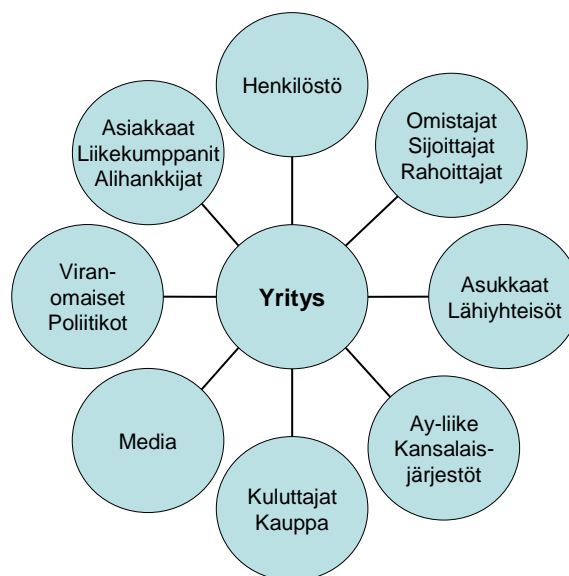 Henkilöstö
Omistajat
Sijoittajat
Rahoittajat
Asukkaat
Lähiyhteisöt
Ay-liike
Kansalais-
järjestöt
Kuluttajat
Kauppa
Media
Viran-
omaiset
Poliitikot
Asiakkaat
Liikekumppanit
Alihankkijat
Yritys